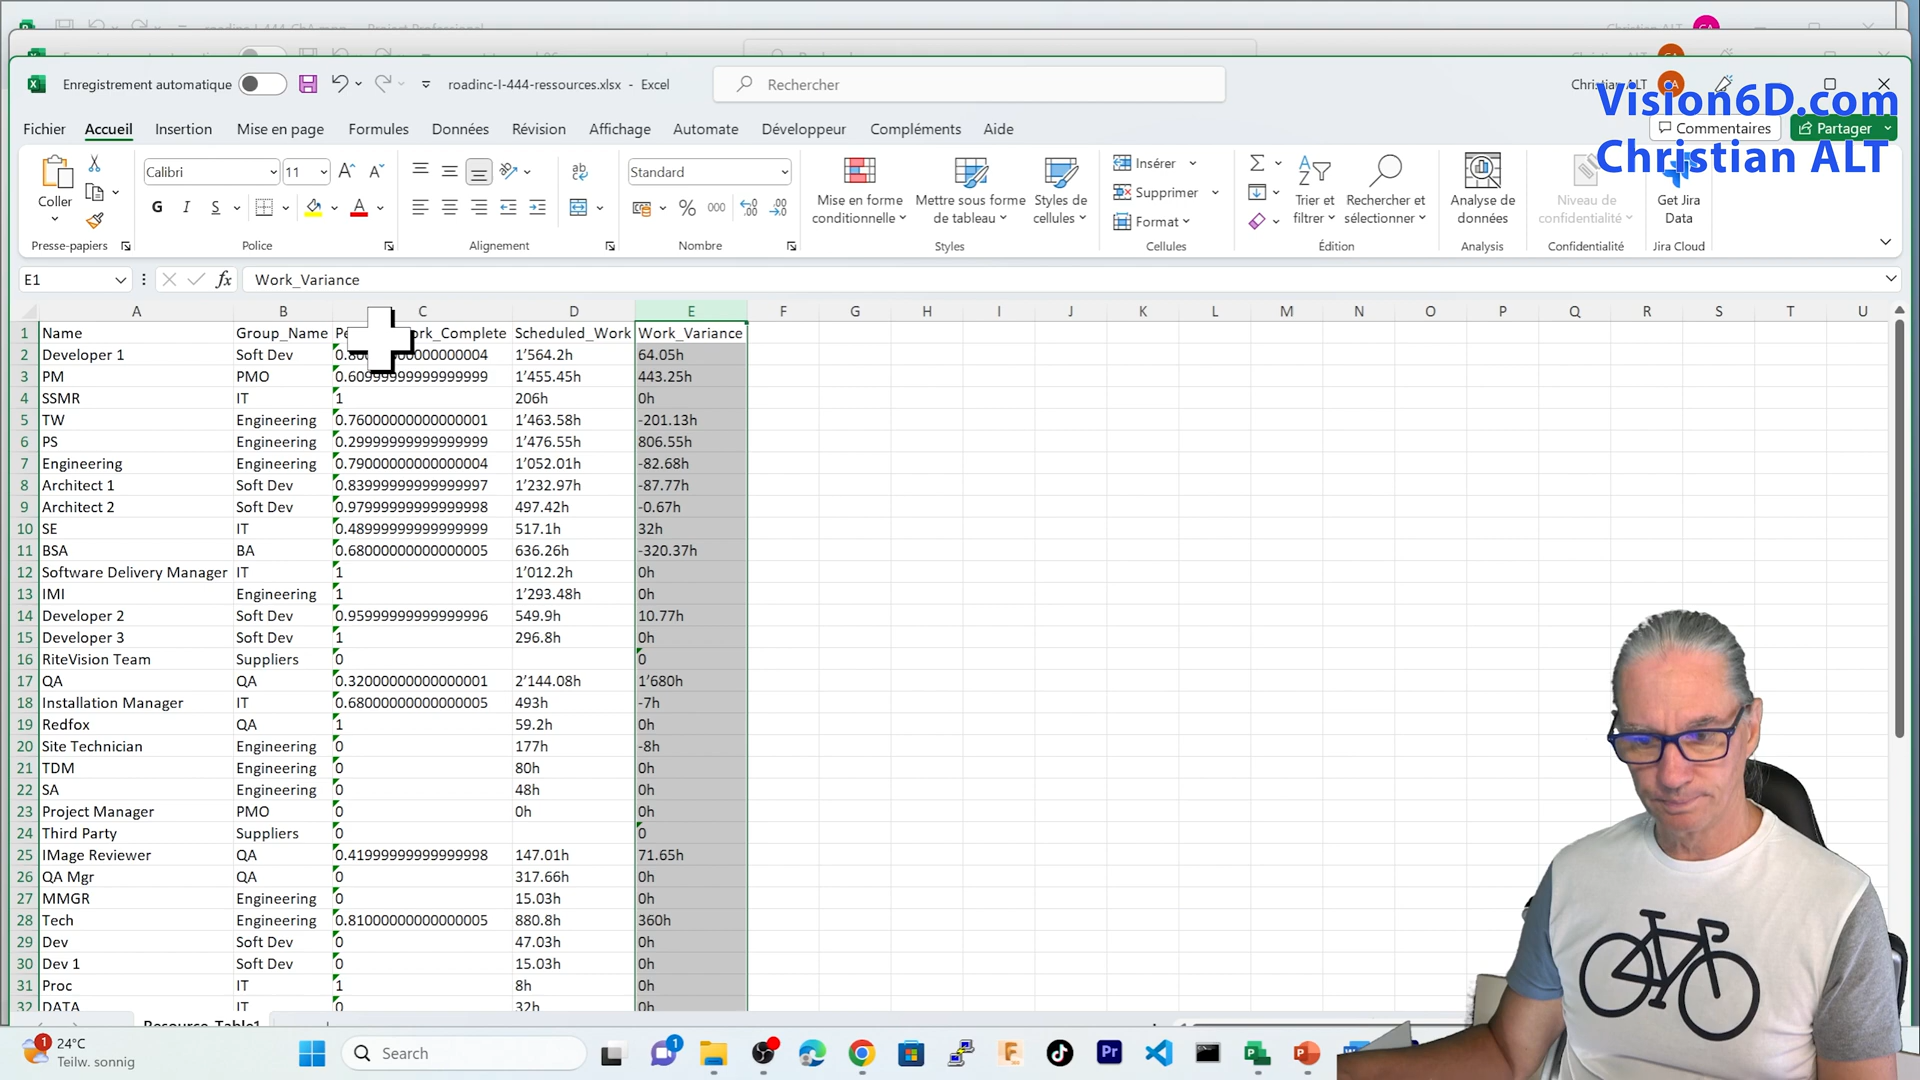 Enregistrement automatique
roadinc-I-444-ressources.xlsx - Excel
Rechercher
Christian ALT
Vision6D.com
Christian ALT
Fichier Accueil Insertion Mise en page Formules Données Révision Affichage Automate Développeur Compléments Aide
Commentaires Partager
Coller
Presse-papiers
Calibri 11
G I S
Police
Alignement
Standard
% 000
Nombre
Mise en forme conditionnelle
Mettre sous forme de tableau
Styles de cellules
Styles
Insérer
Supprimer
Format
Cellules
Trier et filtrer
Rechercher et sélectionner
Édition
Analyse de données
Analysis
Niveau de confidentialité
Confidentialité
Get Jira Data
Jira Cloud
E1 fx Work_Variance
A B C D E F G H I J K L M N O P Q R S T U
1 Name Group_Name Scheduled_Work Work_Variance
2 Developer 1 Soft Dev 1'564.2h 64.05h
3 PM PMO 0.60999999999999999 1'455.45h 443.25h
4 SSMR IT 1 206h 0h
5 TW Engineering 0.76000000000000001 1'463.58h -201.13h
6 PS Engineering 0.29999999999999999 1'476.55h 806.55h
7 Engineering Engineering 0.79000000000000004 1'052.01h -82.68h
8 Architect 1 Soft Dev 0.83999999999999997 1'232.97h -87.77h
9 Architect 2 Soft Dev 0.97999999999999998 497.42h -0.67h
10 SE IT 0.48999999999999999 517.1h 32h
11 BSA BA 0.68000000000000005 636.26h -320.37h
12 Software Delivery Manager IT 1 1'012.2h 0h
13 IMI Engineering 1 1'293.48h 0h
14 Developer 2 Soft Dev 0.95999999999999996 549.9h 10.77h
15 Developer 3 Soft Dev 1 296.8h 0h
16 RiteVision Team Suppliers 0 0
17 QA QA 0.32000000000000001 2'144.08h 1'680h
18 Installation Manager IT 0.68000000000000005 493h -7h
19 Redfox QA 1 59.2h 0h
20 Site Technician Engineering 0 177h -8h
21 TDM Engineering 0 80h 0h
22 SA Engineering 0 48h 0h
23 Project Manager PMO 0 0h 0h
24 Third Party Suppliers 0 0
25 IMage Reviewer QA 0.41999999999999998 147.01h 71.65h
26 QA Mgr QA 0 317.66h 0h
27 MMGR Engineering 0 15.03h 0h
28 Tech Engineering 0.81000000000000005 880.8h 360h
29 Dev Soft Dev 0 47.03h 0h
30 Dev 1 Soft Dev 0 15.03h 0h
31 Proc IT 1 8h 0h
32 DATA IT 0 32h 0h
Resource_Table1
24°C
Teilw. sonnig
Search